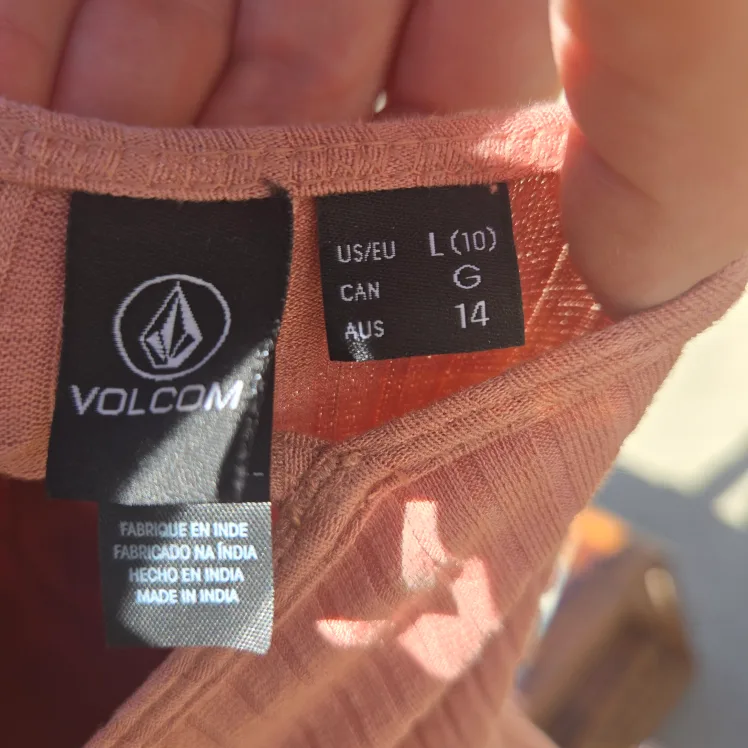 VOLCOM
US/EU L (10)
CAN G
AUS 14
FABRIQUE EN INDE
FABRICADO NA ÍNDIA
HECHO EN INDIA
MADE IN INDIA